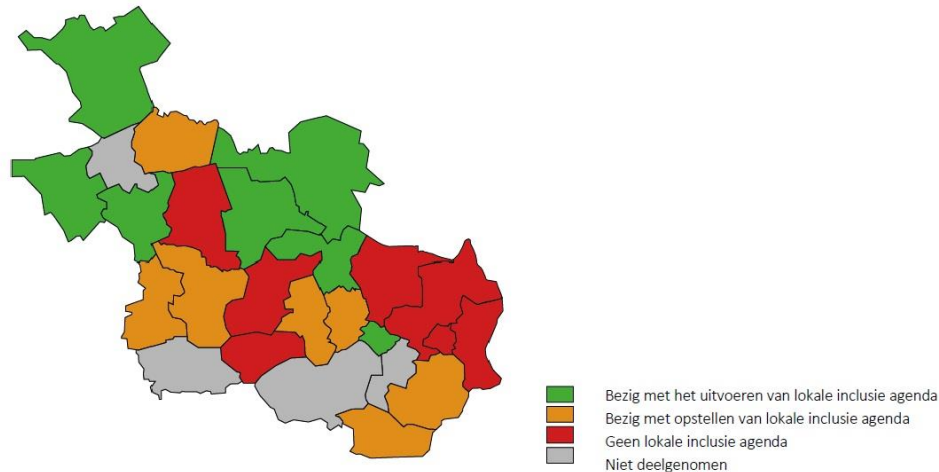 Bezig met het uitvoeren van lokale inclusie agenda
Bezig met opstellen van lokale inclusie agenda
Geen lokale inclusie agenda
Niet deelgenomen